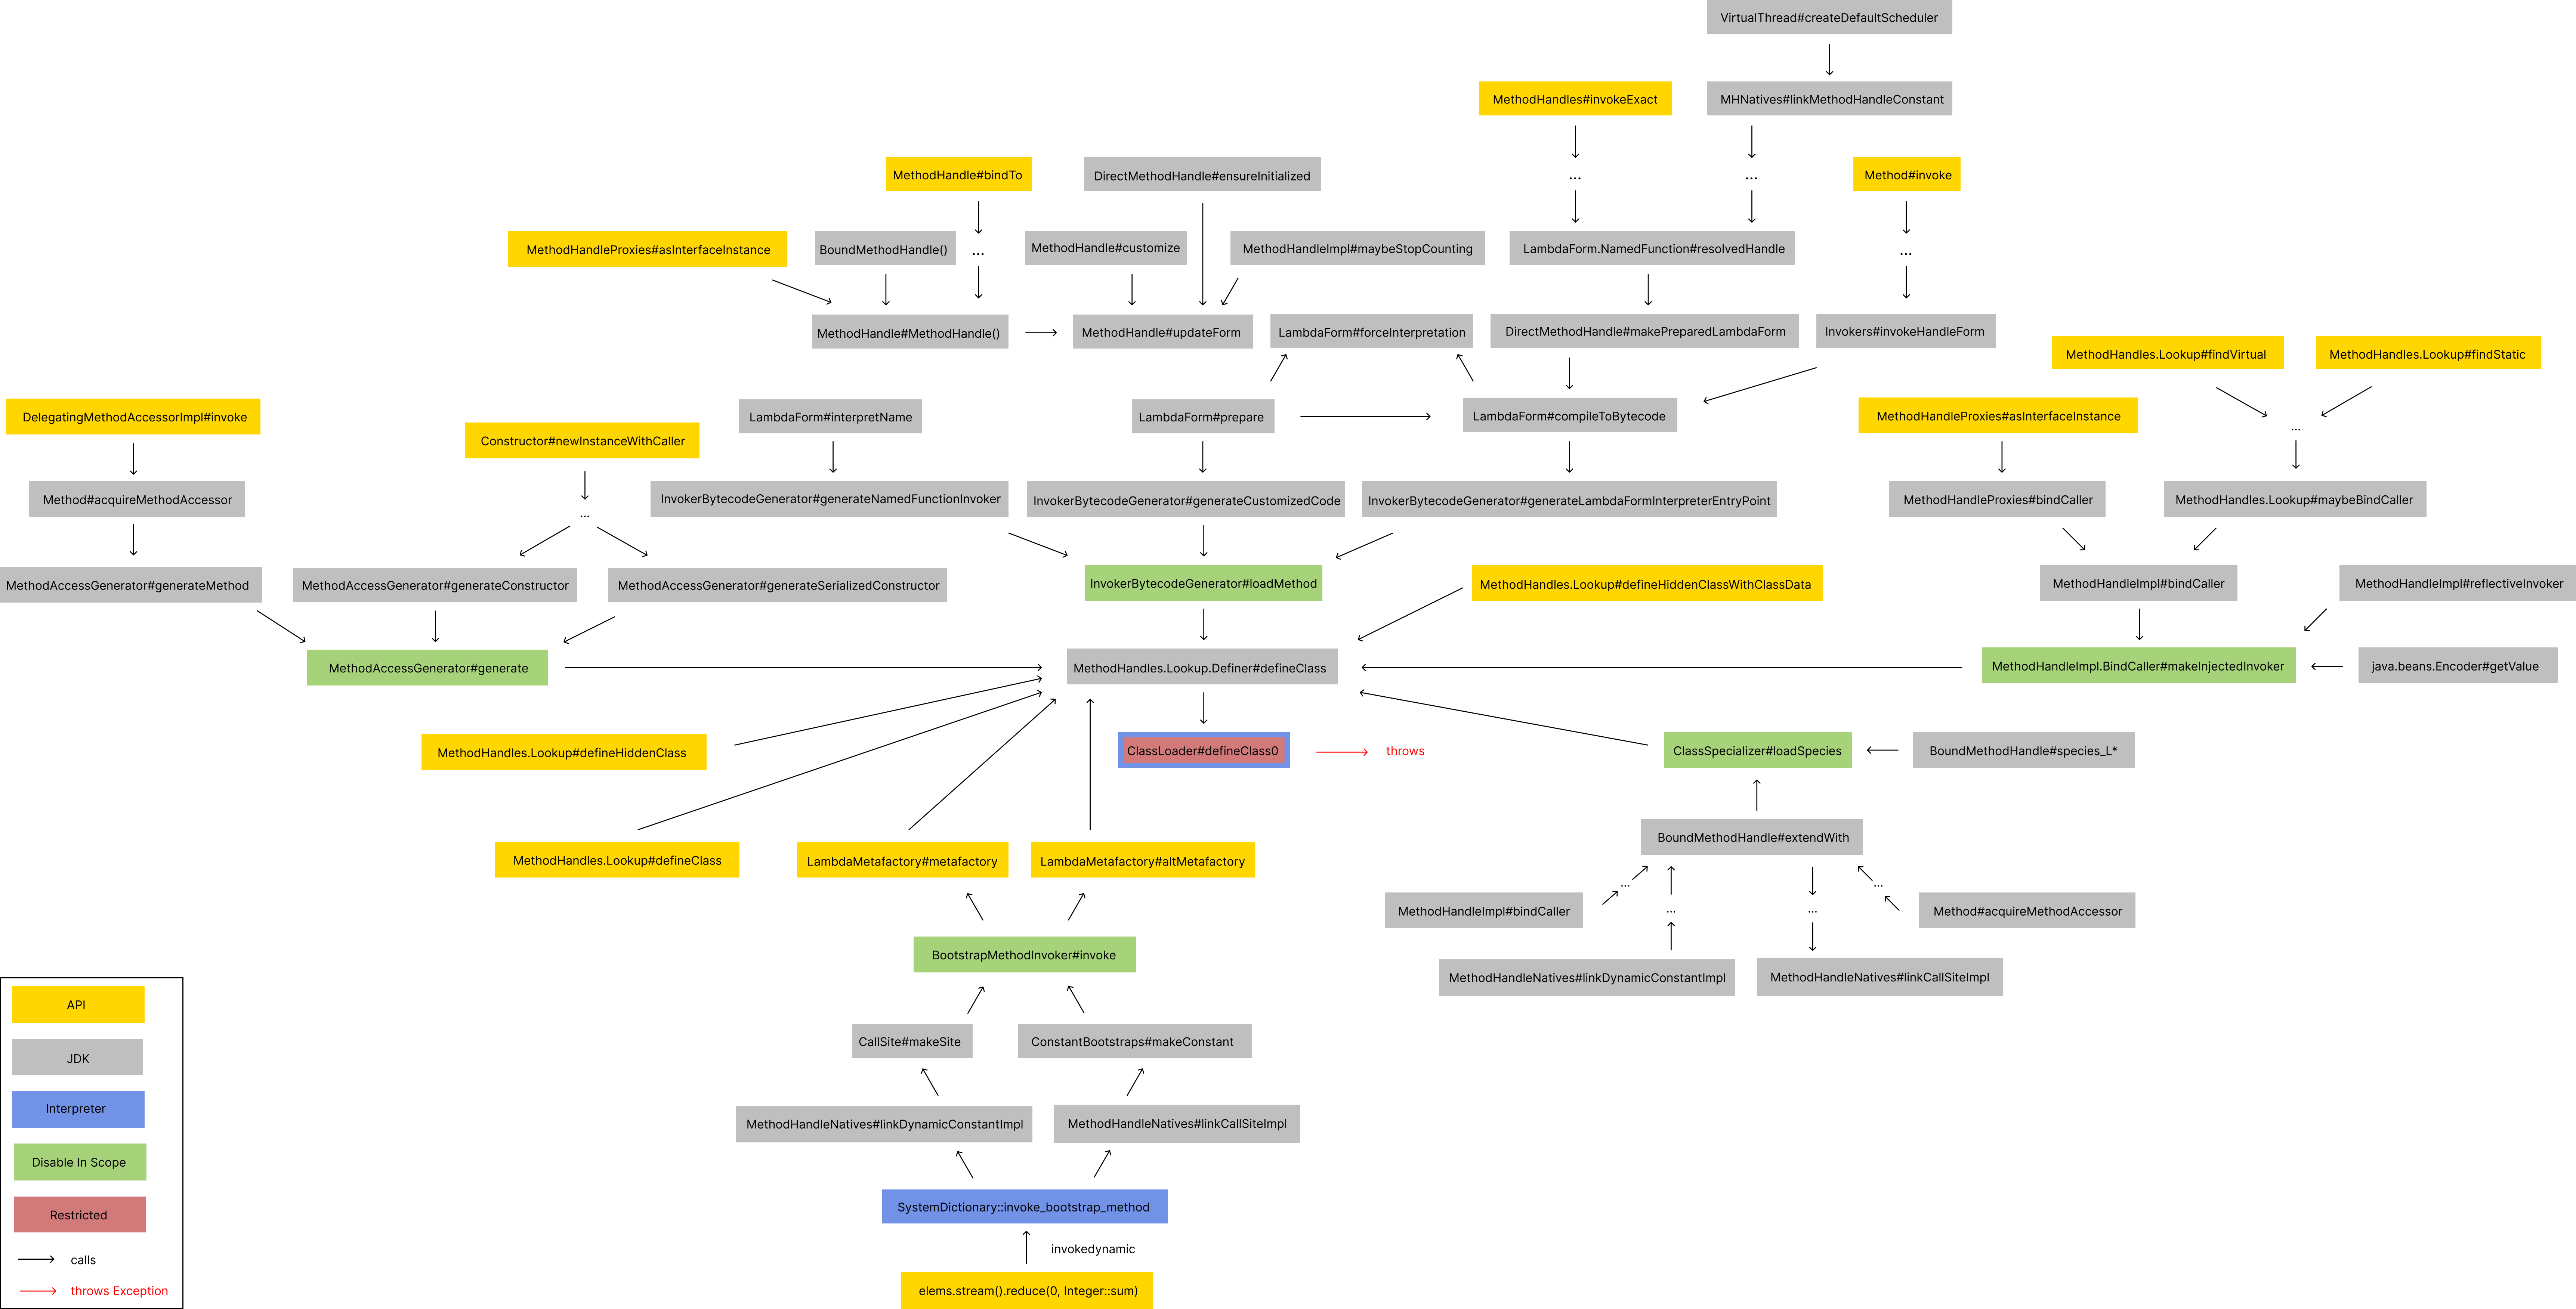 VirtualThread#createDefaultScheduler
MethodHandles#invokeExact
MHNatives#linkMethodHandleConstant
MethodHandle#bindTo
DirectMethodHandle#ensureInitialized
...
...
Method#invoke
MethodHandleProxies#asInterfaceInstance
BoundMethodHandle()
...
MethodHandle#customize
MethodHandleImpl#maybeStopCounting
LambdaForm.NamedFunction#resolvedHandle
...
MethodHandle#MethodHandle()
MethodHandle#updateForm
LambdaForm#forceInterpretation
DirectMethodHandle#makePreparedLambdaForm
Invokers#invokeHandleForm
MethodHandles.Lookup#findVirtual
MethodHandles.Lookup#findStatic
DelegatingMethodAccessorImpl#invoke
Constructor#newInstanceWithCaller
LambdaForm#interpretName
LambdaForm#prepare
LambdaForm#compileToBytecode
MethodHandleProxies#asInterfaceInstance
...
Method#acquireMethodAccessor
...
InvokerBytecodeGenerator#generateNamedFunctionInvoker
InvokerBytecodeGenerator#generateCustomizedCode
InvokerBytecodeGenerator#generateLambdaFormInterpreterEntryPoint
MethodHandleProxies#bindCaller
MethodHandles.Lookup#maybeBindCaller
MethodAccessGenerator#generateMethod
MethodAccessGenerator#generateConstructor
MethodAccessGenerator#generateSerializedConstructor
InvokerBytecodeGenerator#loadMethod
MethodHandles.Lookup#defineHiddenClassWithClassData
MethodHandleImpl#bindCaller
MethodHandleImpl#reflectiveInvoker
MethodAccessGenerator#generate
MethodHandles.Lookup.Definer#defineClass
MethodHandleImpl.BindCaller#makeInjectedInvoker
java.beans.Encoder#getValue
MethodHandles.Lookup#defineHiddenClass
ClassLoader#defineClass0
throws
ClassSpecializer#loadSpecies
BoundMethodHandle#species_L*
MethodHandles.Lookup#defineClass
LambdaMetafactory#metafactory
LambdaMetafactory#altMetafactory
BoundMethodHandle#extendWith
...
...
MethodHandleImpl#bindCaller
...
...
Method#acquireMethodAccessor
BootstrapMethodInvoker#invoke
MethodHandleNatives#linkDynamicConstantImpl
MethodHandleNatives#linkCallSiteImpl
CallSite#makeSite
ConstantBootstraps#makeConstant
MethodHandleNatives#linkDynamicConstantImpl
MethodHandleNatives#linkCallSiteImpl
SystemDictionary::invoke_bootstrap_method
invokedynamic
elems.stream().reduce(0, Integer::sum)
API
JDK
Interpreter
Disable In Scope
Restricted
calls
throws Exception